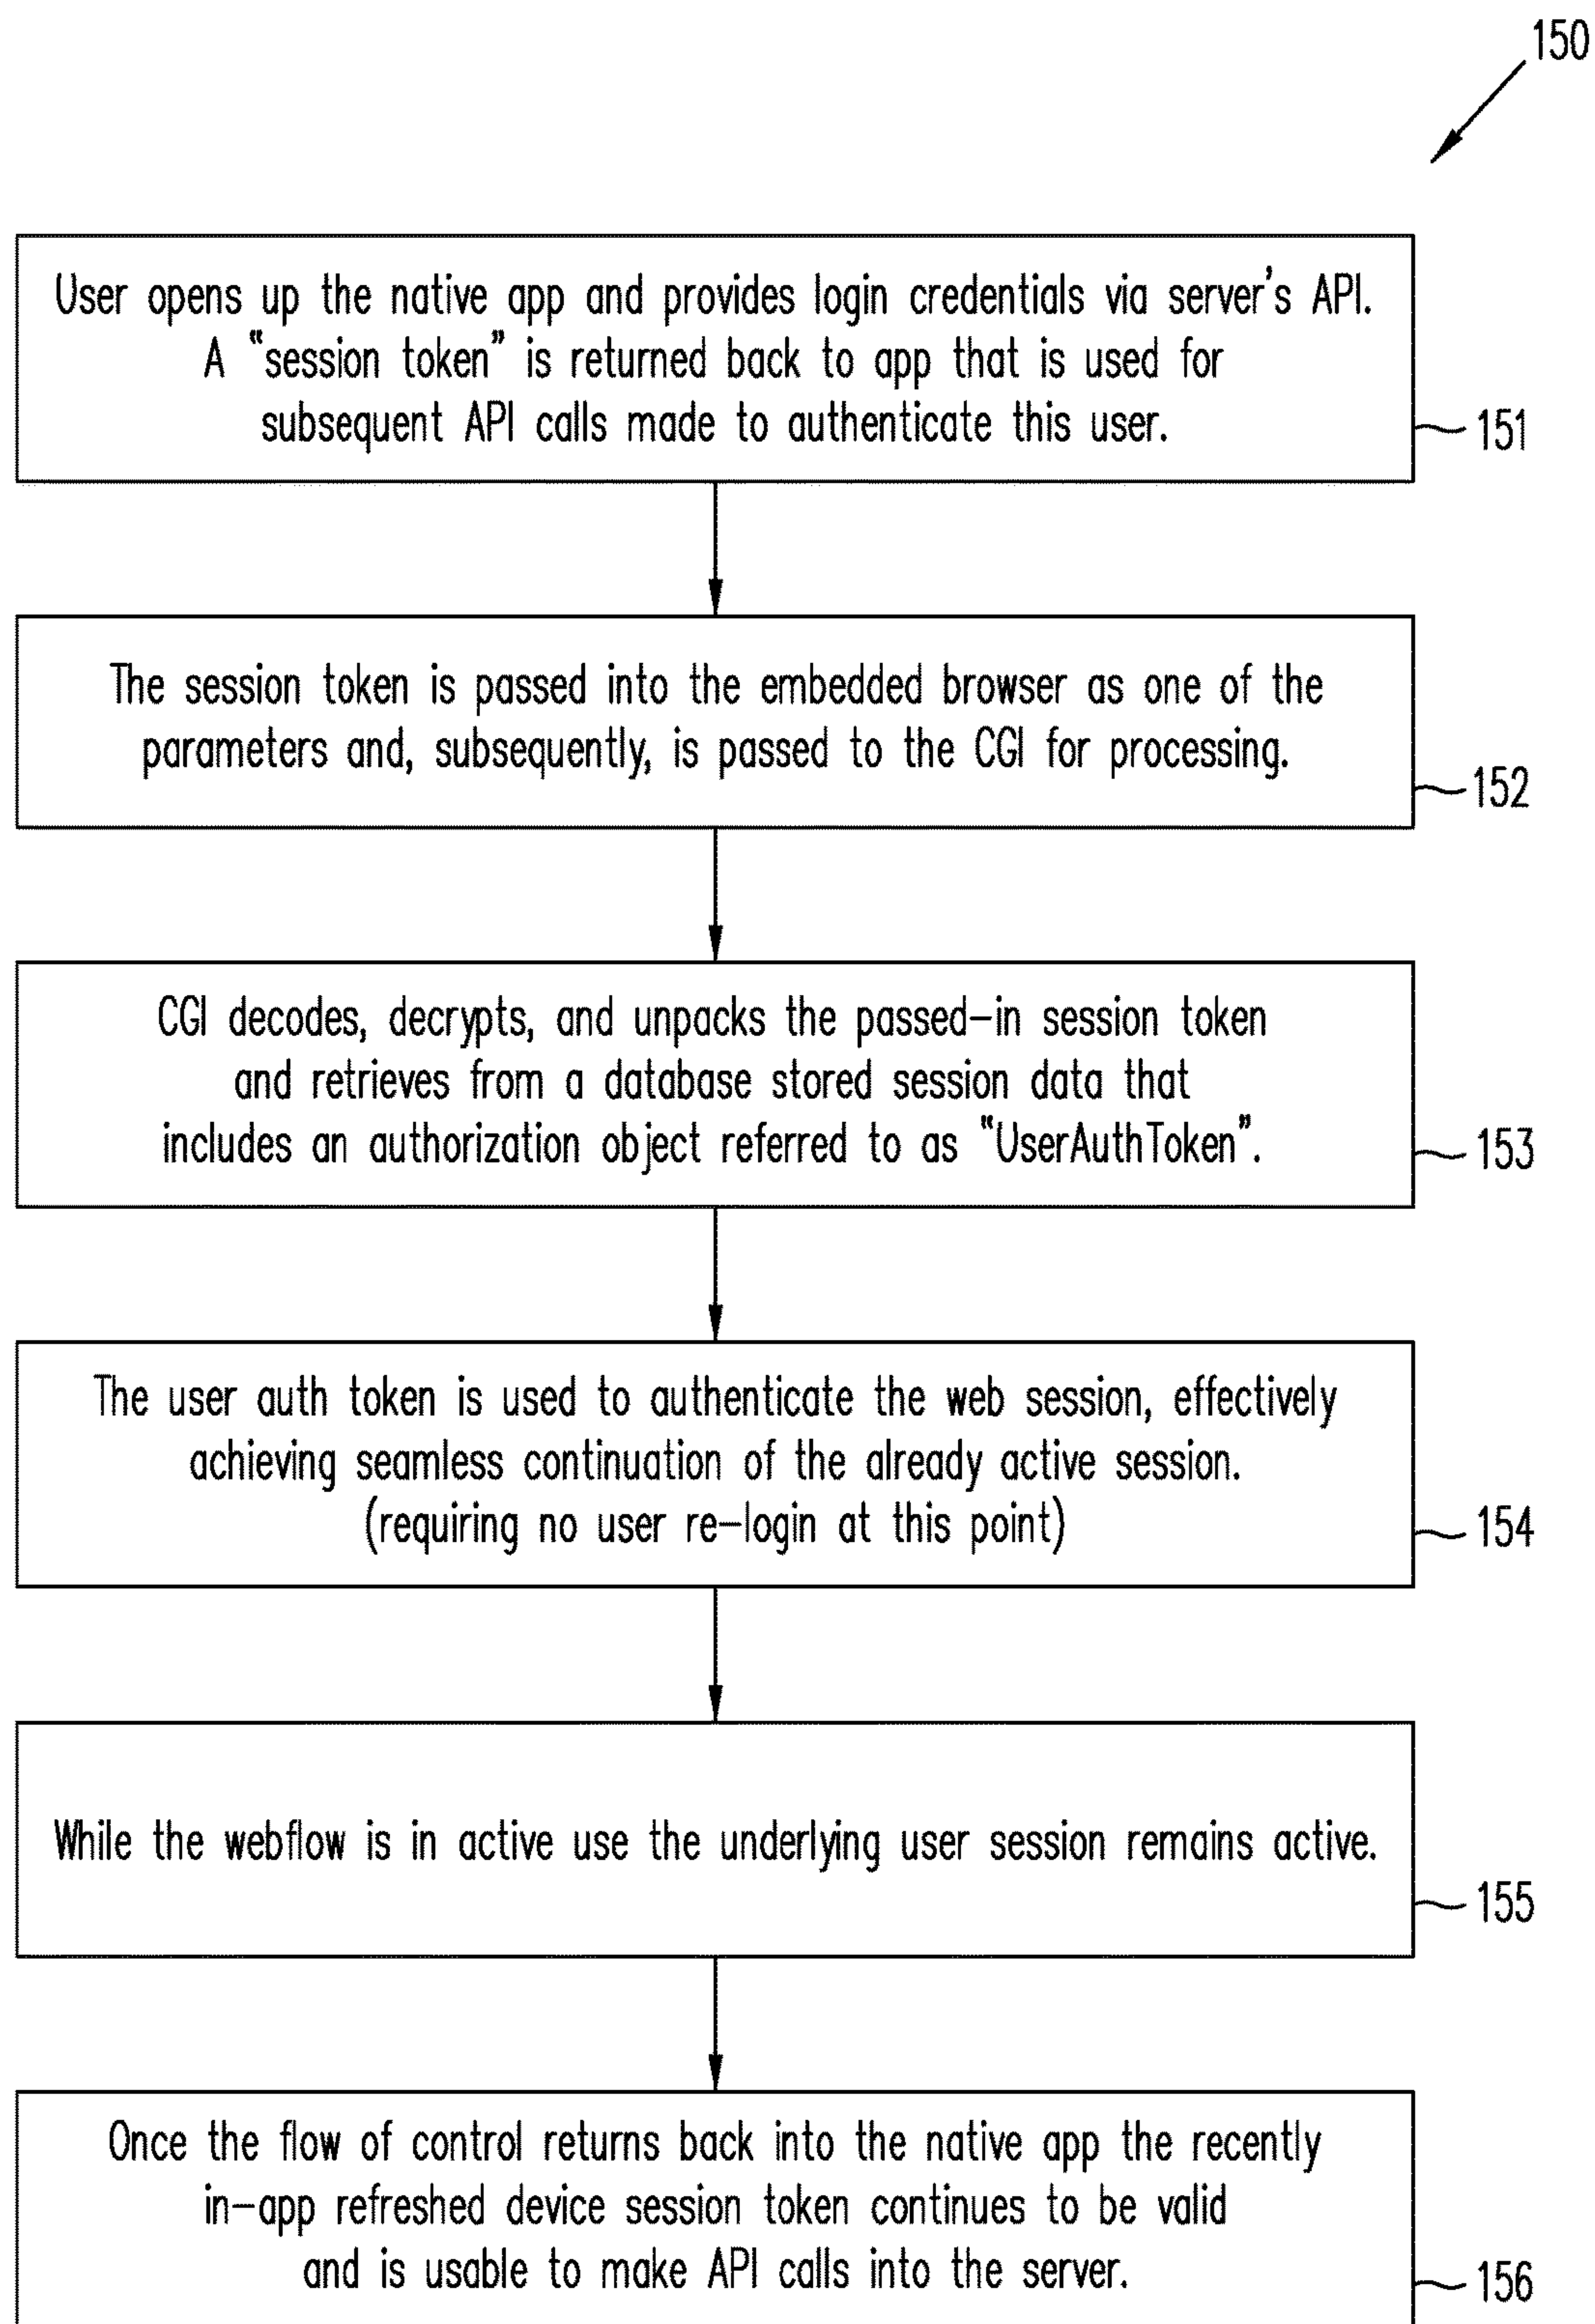 150
User opens up the native app and provides login credentials via server's API.
A "session token" is returned back to app that is used for
subsequent API calls made to authenticate this user.
151
The session token is passed into the embedded browser as one of the
parameters and, subsequently, is passed to the CGI for processing.
152
CGI decodes, decrypts, and unpacks the passed-in session token
and retrieves from a database stored session data that
includes an authorization object referred to as "UserAuthToken".
153
The user auth token is used to authenticate the web session, effectively
achieving seamless continuation of the already active session.
(requiring no user re-login at this point)
154
While the webflow is in active use the underlying user session remains active.
155
Once the flow of control returns back into the native app the recently
in-app refreshed device session token continues to be valid
and is usable to make API calls into the server.
156